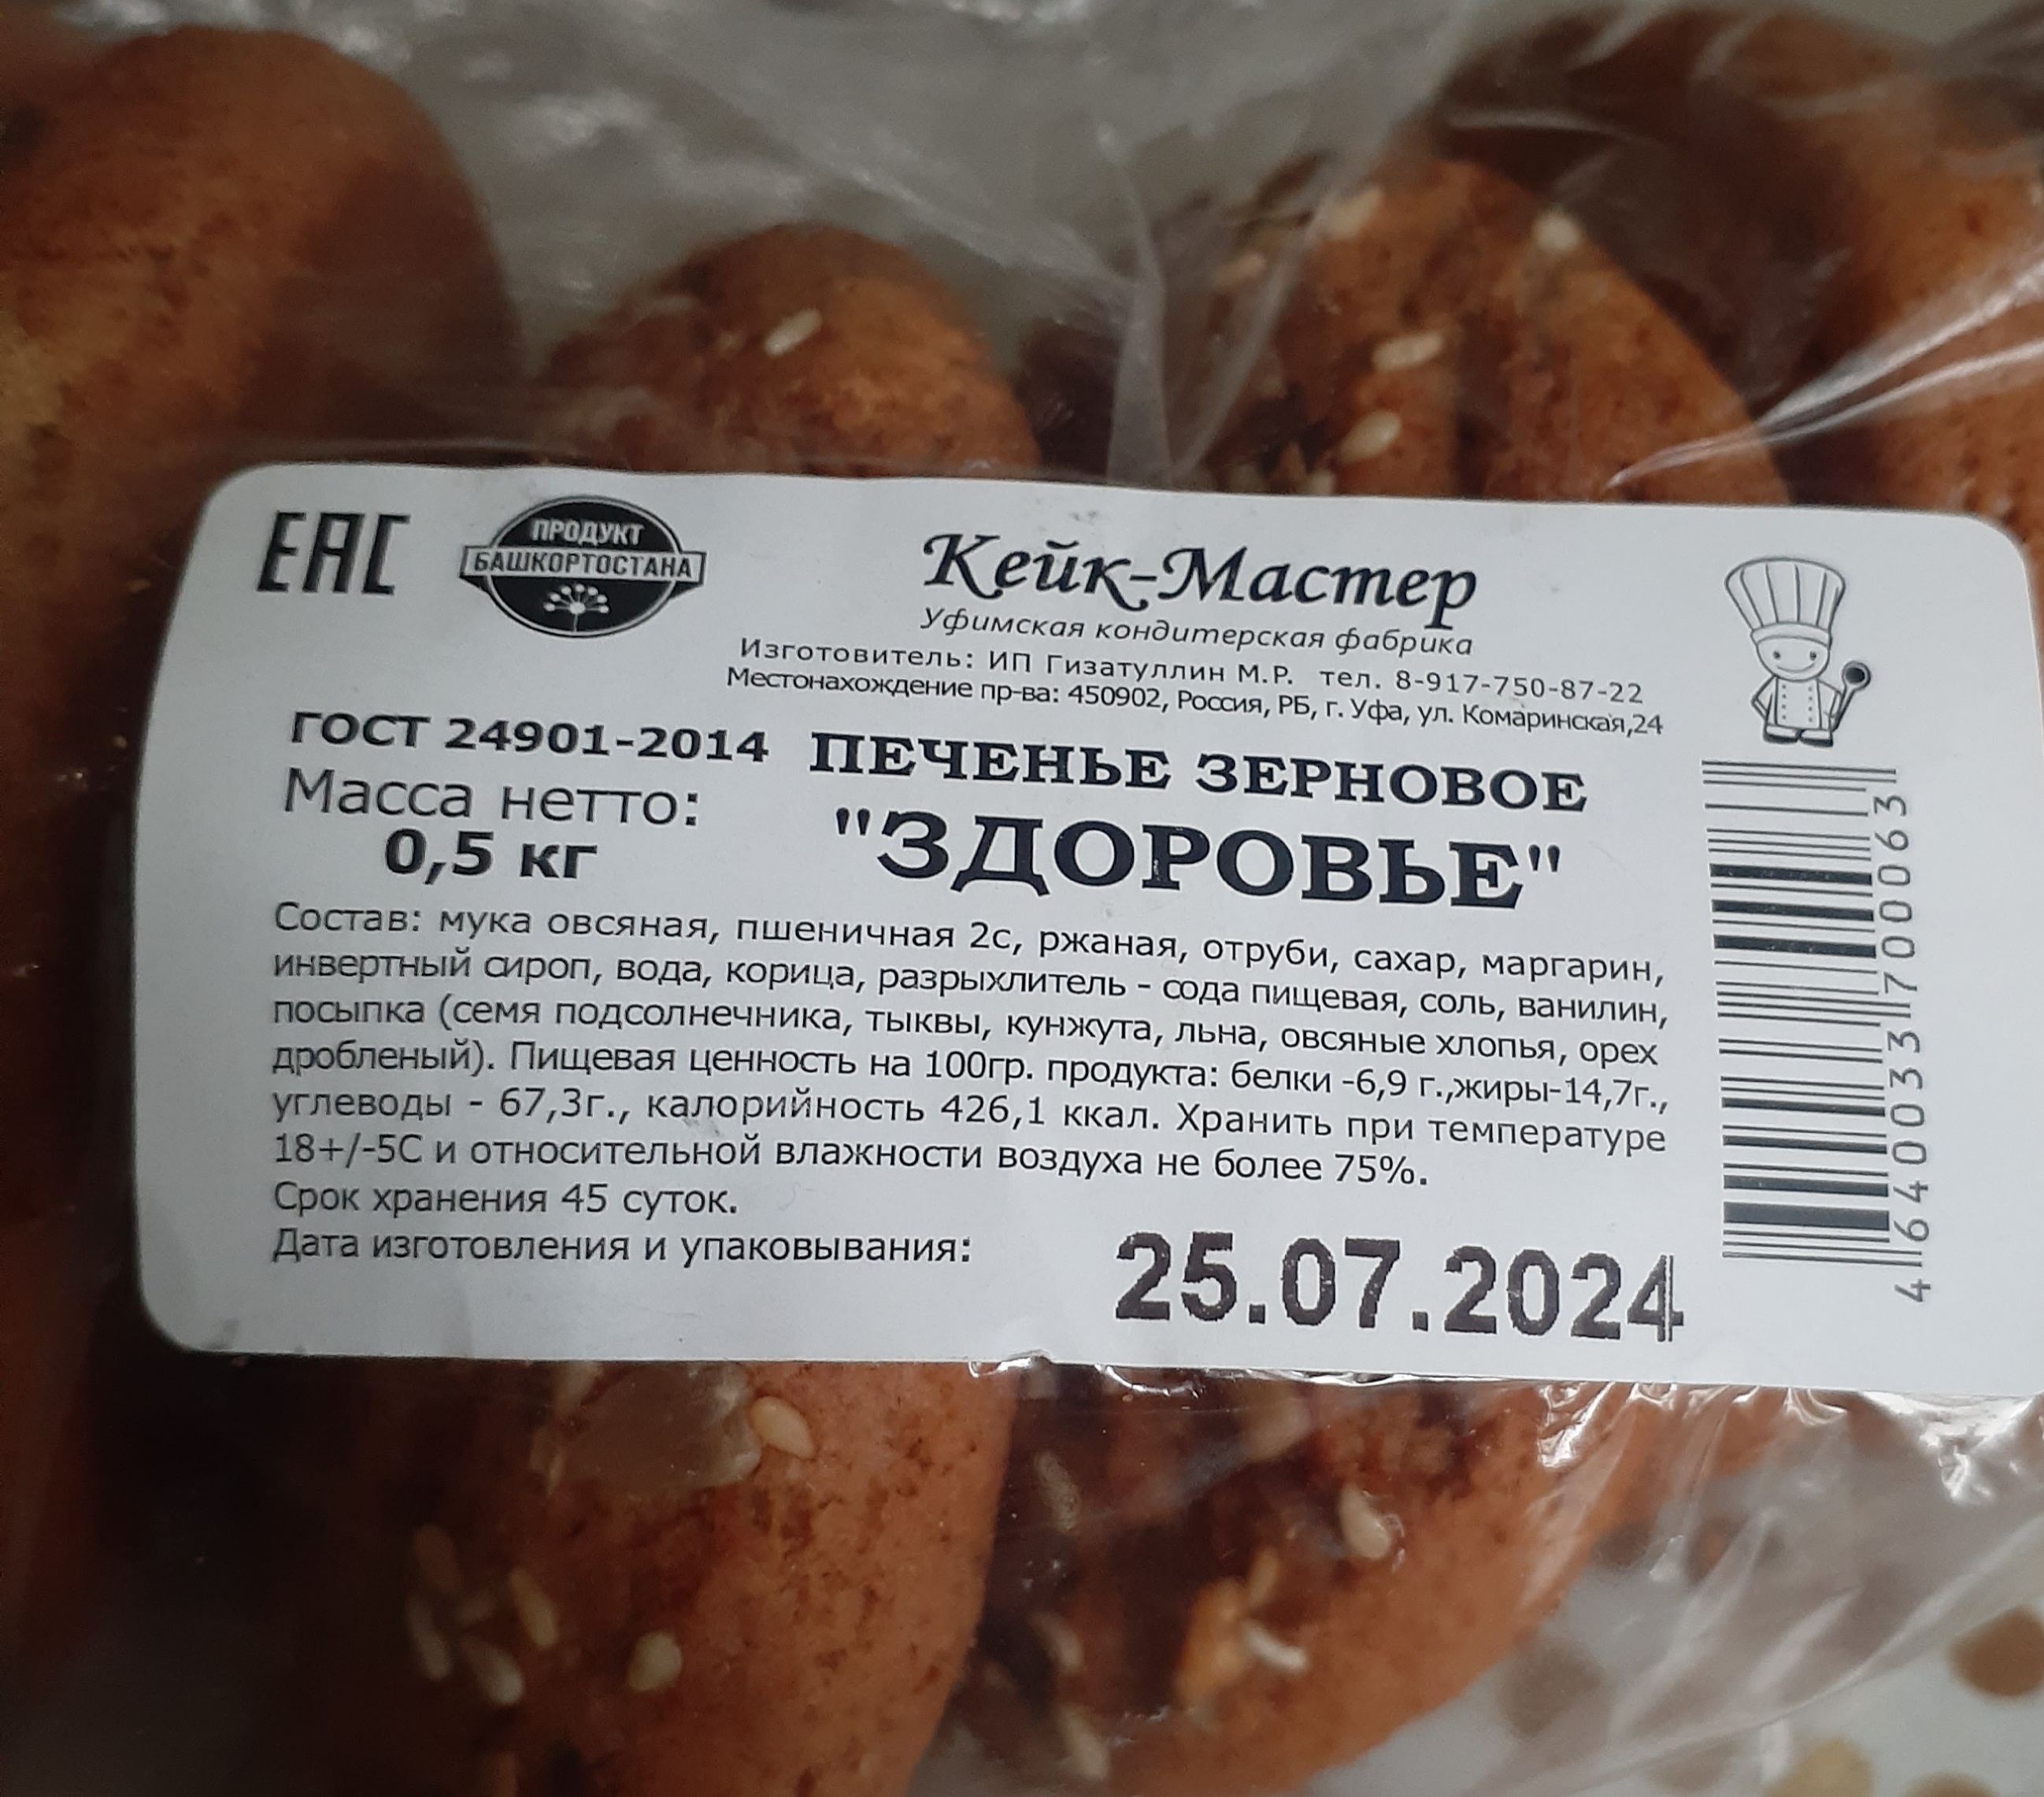 ЕАС
ПРОДУКТ
БАШКОРТОСТАНА
Кейк-Мастер
Уфимская кондитерская фабрика
Изготовитель: ИП Гизатуллин М.Р. тел. 8-917-750-87-22
Местонахождение пр-ва: 450902, Россия, РБ, г. Уфа, ул. Комаринская,24
ГОСТ 24901-2014
Масса нетто:
0,5 кг
ПЕЧЕНЬЕ ЗЕРНОВОЕ
"ЗДОРОВЬЕ"
Состав: мука овсяная, пшеничная 2с, ржаная, отруби, сахар, маргарин,
инвертный сироп, вода, корица, разрыхлитель - сода пищевая, соль, ванилин,
посыпка (семя подсолнечника, тыквы, кунжута, льна, овсяные хлопья, орех
дробленый). Пищевая ценность на 100гр. продукта: белки -6,9 г.,жиры-14,7г.,
углеводы - 67,3г., калорийность 426,1 ккал. Хранить при температуре
18+/-5С и относительной влажности воздуха не более 75%.
Срок хранения 45 суток.
Дата изготовления и упаковывания:
25.07.2024
4 640033 700063